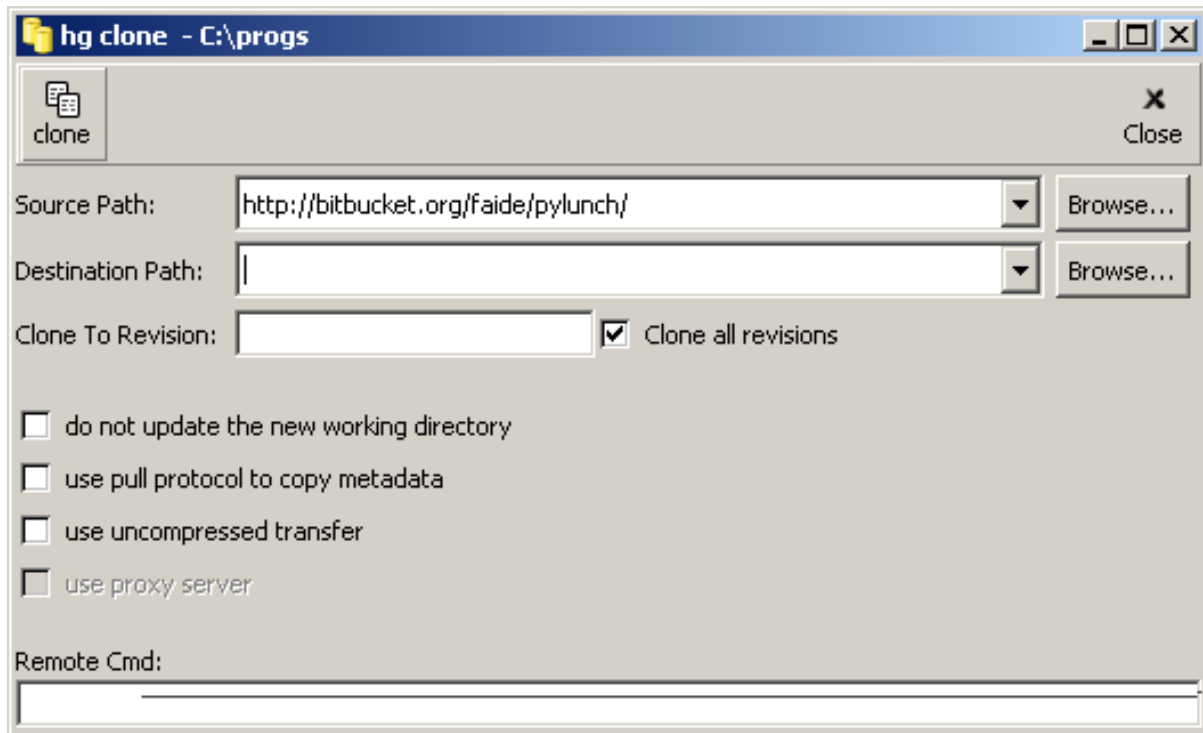 hg clone - C:\progs
clone
Close
Source Path: http://bitbucket.org/faide/pylunch/ Browse...
Destination Path: Browse...
Clone To Revision: Clone all revisions
do not update the new working directory
use pull protocol to copy metadata
use uncompressed transfer
use proxy server
Remote Cmd: